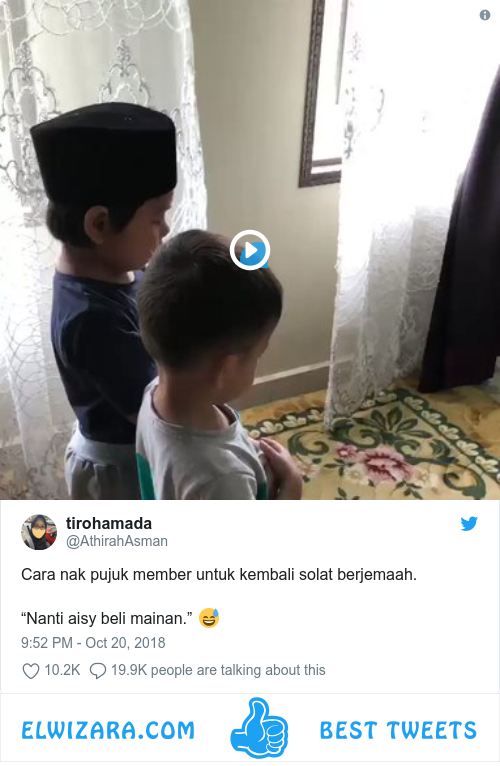 tirohamada
@AthirahAsman
Cara nak pujuk member untuk kembali solat berjemaah.
“Nanti aisy beli mainan.” 😅
9:52 PM - Oct 20, 2018
10.2K 19.9K people are talking about this
ELWIZARA.COM BEST TWEETS